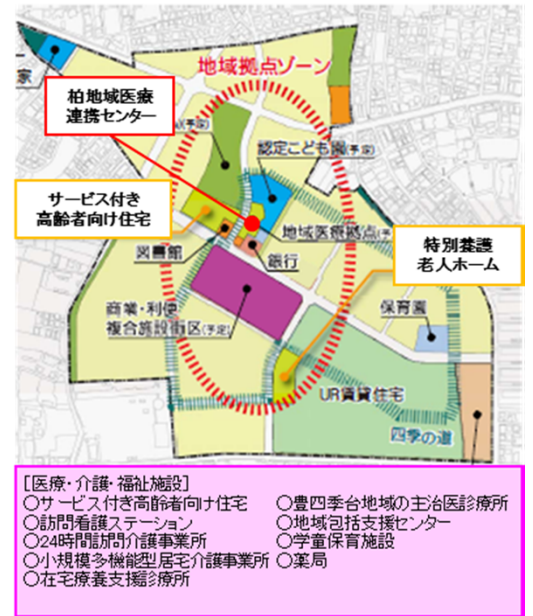 家
地域拠点ゾーン
柏地域医療
連携センター
(予定)
認定こども園(予定)
サービス付き
高齢者向け住宅
地域医療拠点(予
図書館
銀行
特別養護
老人ホーム
商業・利便
複合施設街区(予定)
保育園
UR賃貸住宅
四季の道
[医療・介護・福祉施設]
〇サービス付き高齢者向け住宅
〇訪問看護ステーション
〇24時間訪問介護事業所
〇小規模多機能型居宅介護事業所
〇在宅療養支援診療所
〇豊四季台地域の主治医診療所
〇地域包括支援センター
〇学童保育施設
〇薬局